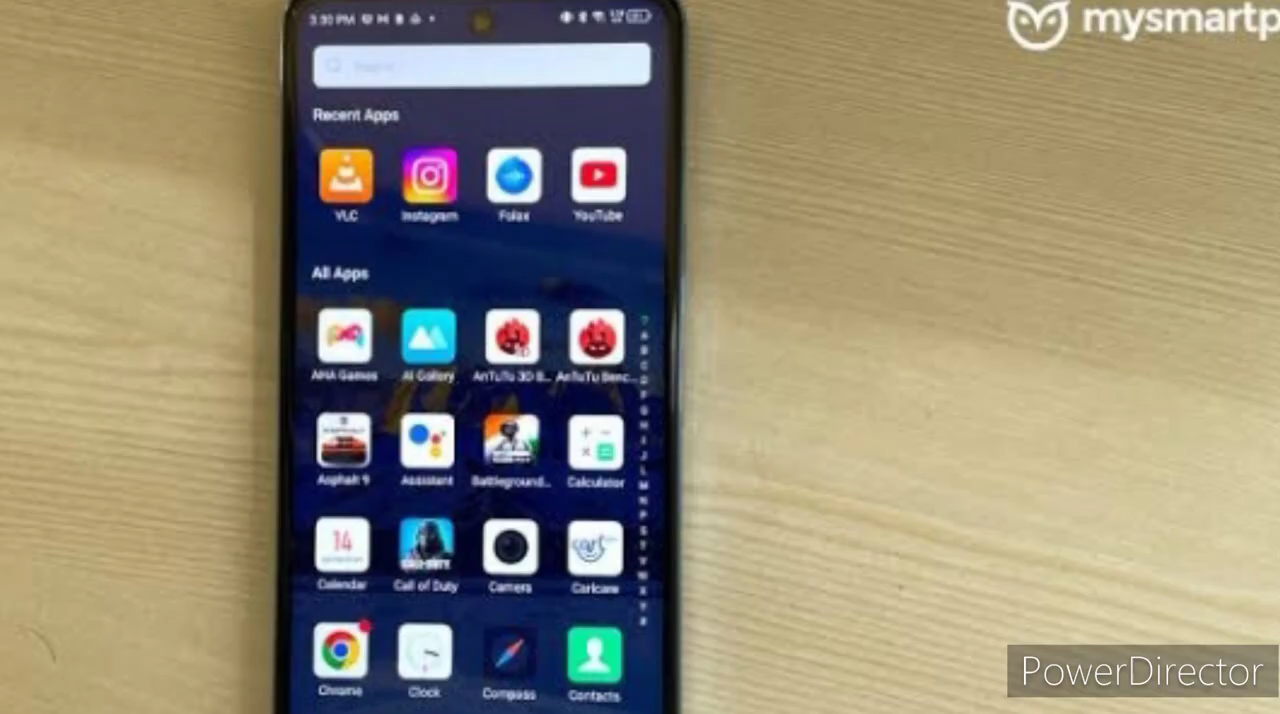 mysmartp
3:30 PM
Recent Apps
VLC Instagram Folax YouTube
All Apps
AHA Games AI Gallery AnTuTu 3D B... AnTuTu Benc...
Asphalt 9 Assistant Battleground... Calculator
14
Calendar Call of Duty Camera Carlcare
Chrome Clock Compass Contacts
PowerDirector